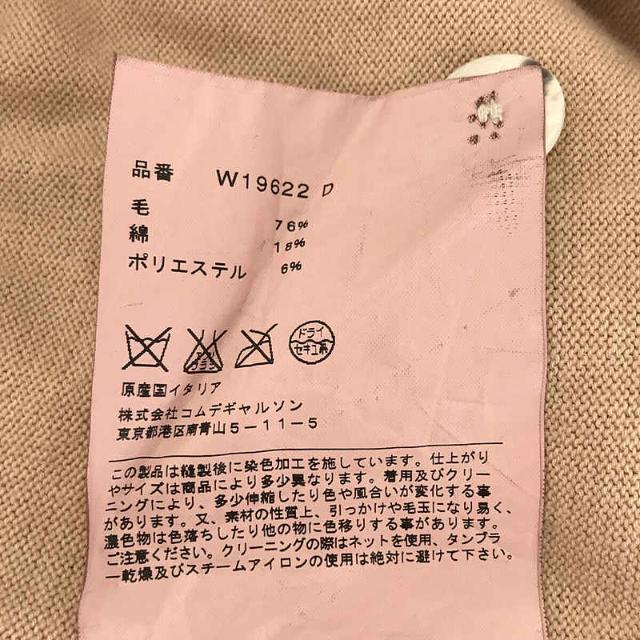 品番 W19622 D
毛 76%
綿 18%
ポリエステル 6%
エンソ サラシ
ドライ
セキユ系
原産国イタリア
株式会社コムデギャルソン
東京都港区南青山5-11-5
この製品は縫製後に染色加工を施しています。仕上がり
やサイズは商品により多少異なります。着用及びクリー
ニングにより、多少伸縮したり色や風合いが変化する事
があります。又、素材の性質上、引っかけや毛玉になり易く、
濃色物は色落ちしたり他の物に色移りする事があります。
ご注意ください。クリーニングの際はネットを使用、タンブラ
ー乾燥及びスチームアイロンの使用は絶対に避けて下さい。